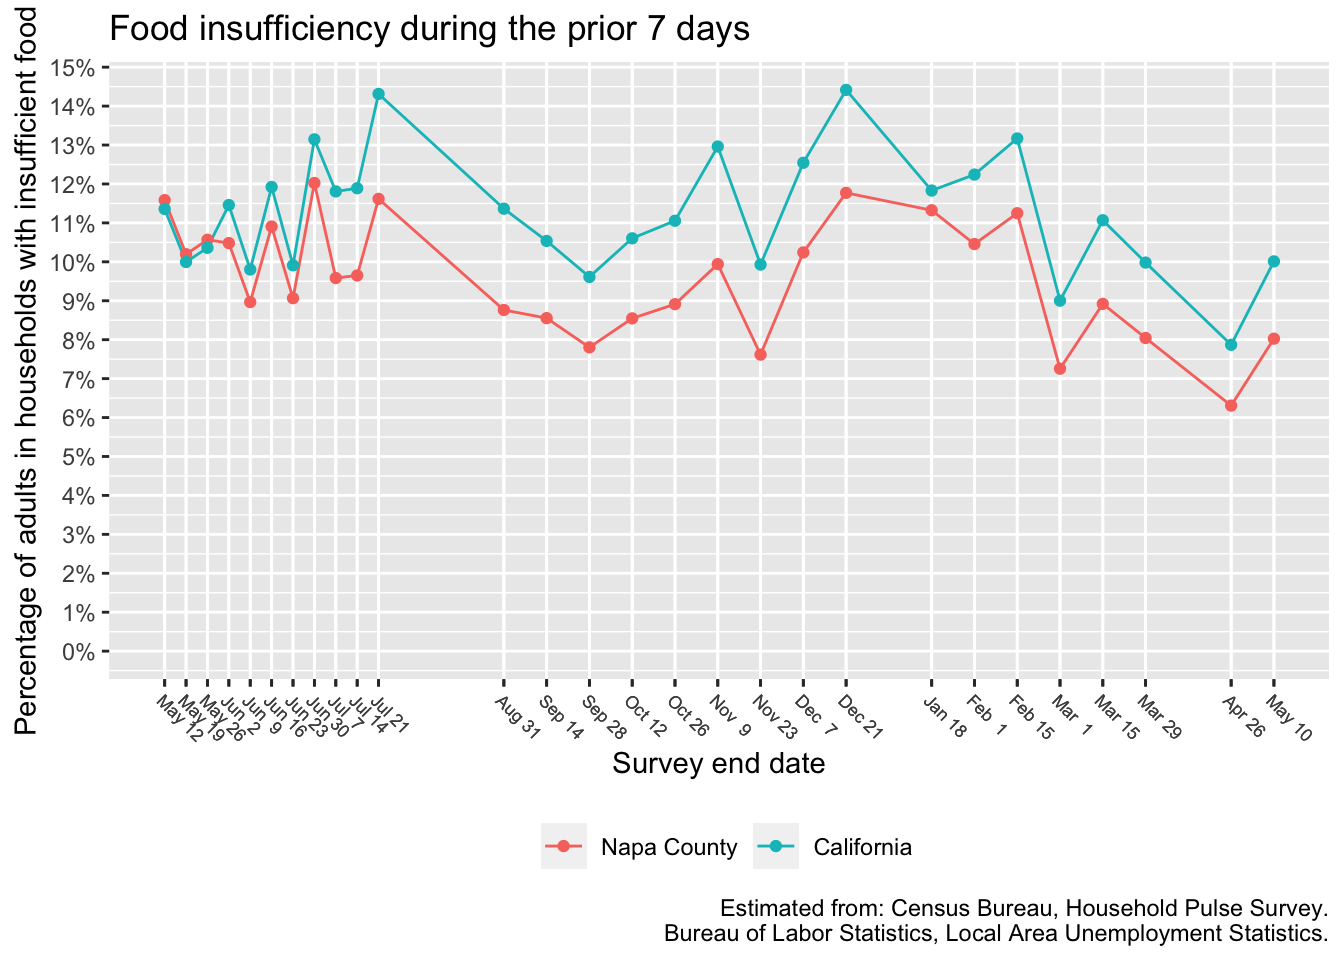 Food insufficiency during the prior 7 days
Percentage of adults in households with insufficient food
15%
14%
13%
12%
11%
10%
9%
8%
7%
6%
5%
4%
3%
2%
1%
0%
May 12
May 19
May 26
Jun 2
Jun 9
Jun 16
Jun 23
Jun 30
Jul 7
Jul 14
Jul 21
Aug 31
Sep 14
Sep 28
Oct 12
Oct 26
Nov 9
Nov 23
Dec 7
Dec 21
Jan 18
Feb 1
Feb 15
Mar 1
Mar 15
Mar 29
Apr 26
May 10
Survey end date
Napa County
California
Estimated from: Census Bureau, Household Pulse Survey.
Bureau of Labor Statistics, Local Area Unemployment Statistics.